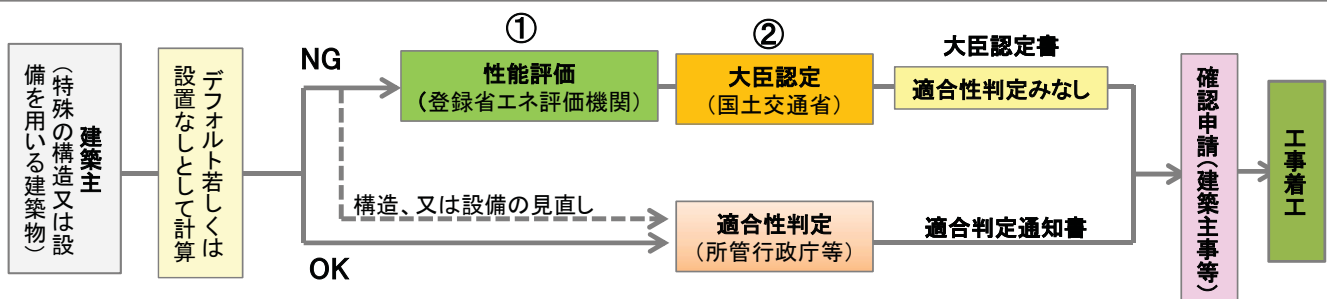 建築主
（特殊の構造又は設
備を用いる建築物）
デフォルト若しくは
設置なしとして計算
NG
①
性能評価
（登録省エネ評価機関）
②
大臣認定
（国土交通省）
大臣認定書
適合性判定みなし
構造、又は設備の見直し
OK
適合性判定
（所管行政庁等）
適合判定通知書
確認申請（建築主事等）
工事着工